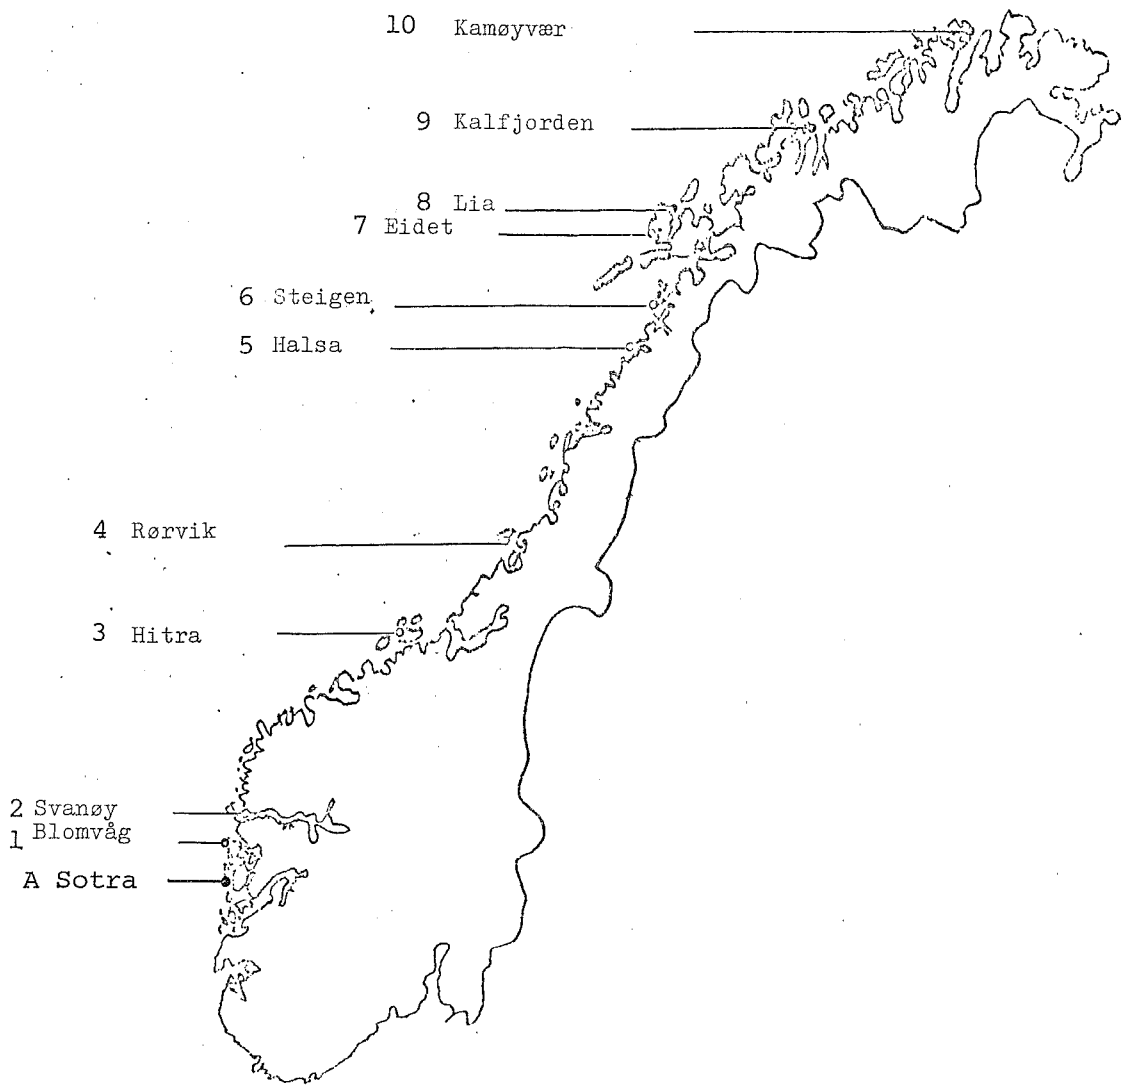 10 Kamøyvær
9 Kalfjorden
8 Lia
7 Eidet
6 Steigen
5 Halsa
4 Rørvik
3 Hitra
2 Svanøy
1 Blomvåg
A Sotra